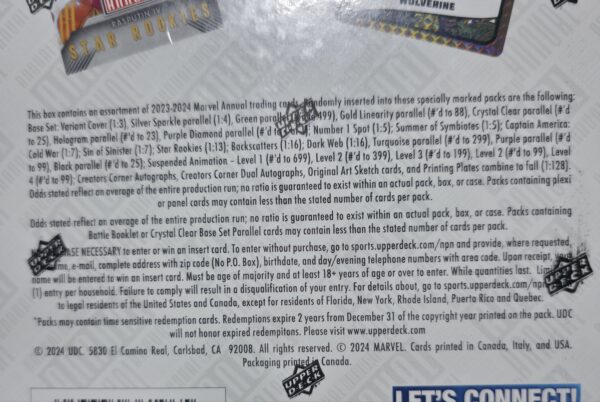 RASPUTIN IV
STAR ROOKIES
WOLVERINE
This box contains an assortment of 2023-2024 Marvel Annual trading cards. Randomly inserted into these specially marked packs are the following:
Base Set: Variant Cover (1:3), Silver Sparkle parallel (1:4), Green parallel 499), Gold Linearity parallel (#'d to 88), Crystal Clear parallel (#'d
to 25), Hologram parallel (#'d to 23), Purple Diamond parallel (#'d Number 1 Spot (1:5); Summer of Symbiotes (1:5); Captain America:
Cold War (1:7); Sin of Sinister (1:7); Star Rookies (1:13); Backscatters (1:16); Dark Web (1:16), Turquoise parallel (#'d to 299), Purple parallel (#'d
to 99), Black parallel (#'d to 25); Suspended Animation - Level 1 (#'d to 699), Level 2 (#'d to 399), Level 3 (#'d to 199), Level 2 (#'d to 99), Level
4 (#'d to 99); Creators Corner Autographs, Creators Corner Dual Autographs, Original Art Sketch cards, and Printing Plates combine to fall (1:128).
Odds stated reflect an average of the entire production run; no ratio is guaranteed to exist within an actual pack, box, or case. Packs containing plexi
or panel cards may contain less than the stated number of cards per pack.
Odds stated reflect an average of the entire production run; no ratio is guaranteed to exist within an actual pack, box, or case. Packs containing
Battle Booklet or Crystal Clear Base Set Parallel cards may contain less than the stated number of cards per pack.
NECESSARY to enter or win an insert card. To enter without purchase, go to sports.upperdeck.com/npn and provide, where requested,
e-mail, complete address with zip code (No P.O. Box), birthdate, and day/evening telephone numbers with area code. Upon receipt,
name will be entered to win an insert card. Must be age of majority and at least 18+ years of age or over to enter. While quantities last.
(1) entry per household. Failure to comply will result in a disqualification of your entry. For details about, go to sports.upperdeck.com/npn
to legal residents of the United States and Canada, except for residents of Florida, New York, Rhode Island, Puerto Rico and Quebec.
*Packs may contain time sensitive redemption cards. Redemptions expire 2 years from December 31 of the copyright year printed on the pack. UDC
will not honor expired redemptions. Please visit www.upperdeck.com
© 2024 UDC. 5830 El Camino Real, Carlsbad, CA 92008. All rights reserved. © 2024 MARVEL. Cards printed in Canada, Italy, and USA.
Packaging printed in Canada.
UPPER DECK
LET'S CONNECT!